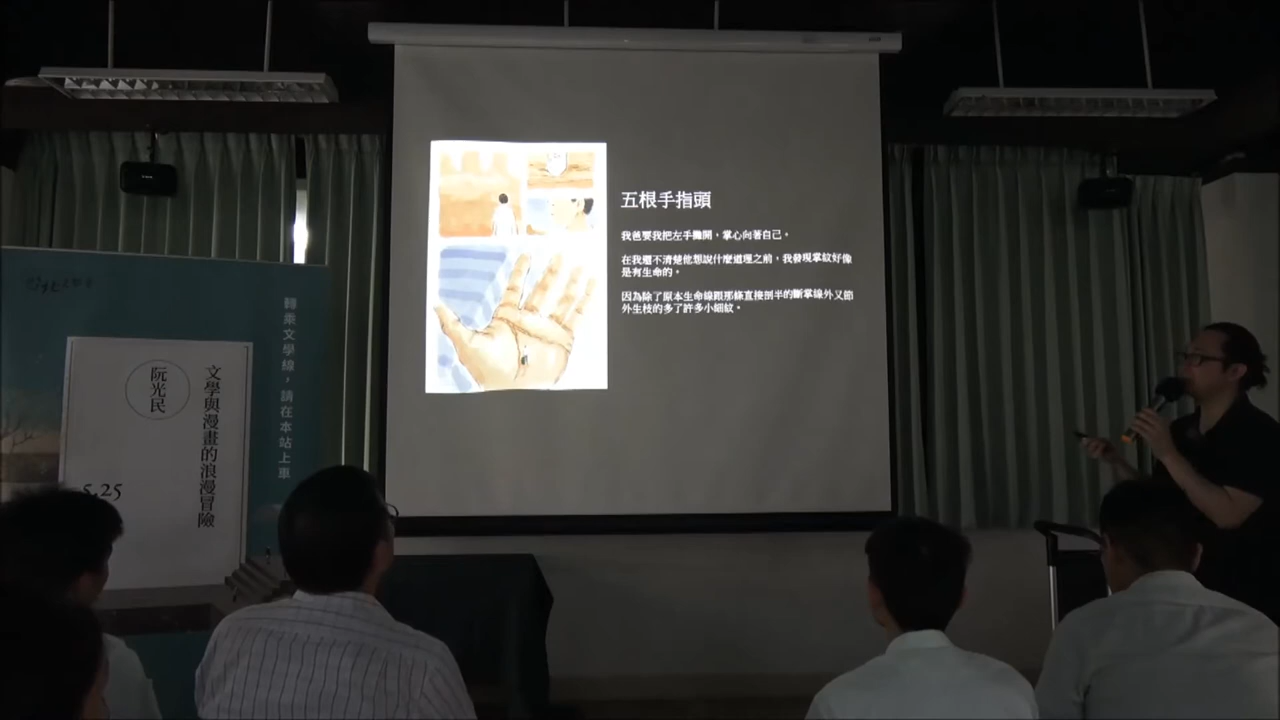 五根手指頭
我爸要我把左手攤開，掌心向著自己。
在我還不清楚他想說什麼道理之前，我發現掌紋好像
是有生命的。
因為除了原本生命線跟那條直接剖半的斷掌線外又節
外生枝的多了許多小細紋。
轉乘文學線，請在本站上車
文學與漫畫的浪漫冒險
阮光民
5.25